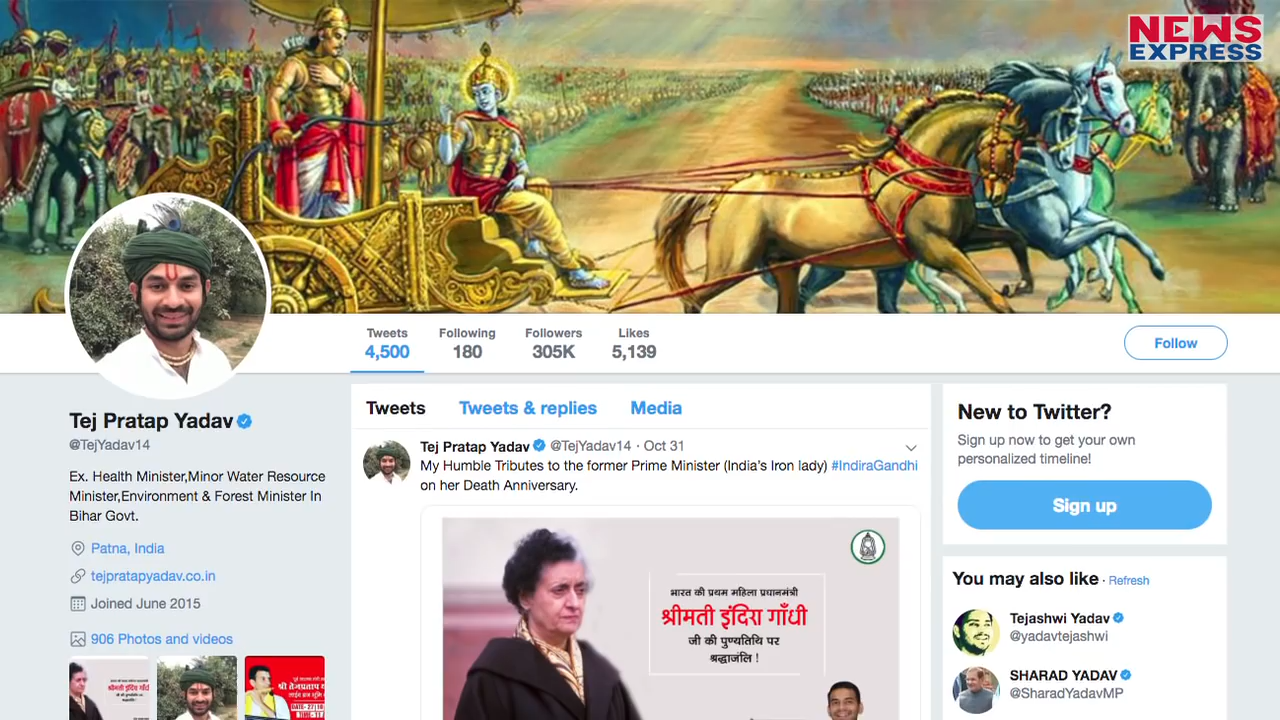 NEWS
EXPRESS
Tweets
4,500
Following
180
Followers
305K
Likes
5,139
Follow
Tej Pratap Yadav
@TejYadav14
Ex. Health Minister,Minor Water Resource
Minister,Environment & Forest Minister In
Bihar Govt.
Patna, India
tejpratapyadav.co.in
Joined June 2015
906 Photos and videos
श्रीमती इंदिरा गाँधी
Tweets Tweets & replies Media
Tej Pratap Yadav @TejYadav14 · Oct 31
My Humble Tributes to the former Prime Minister (India's Iron lady) #IndiraGandhi
on her Death Anniversary.
भारत की प्रथम महिला प्रधानमंत्री
श्रीमती इंदिरा गाँधी
जी की पुण्यतिथि पर
श्रद्धाजंलि !
New to Twitter?
Sign up now to get your own
personalized timeline!
Sign up
You may also like · Refresh
Tejashwi Yadav
@yadavtejashwi
SHARAD YADAV
@SharadYadavMP